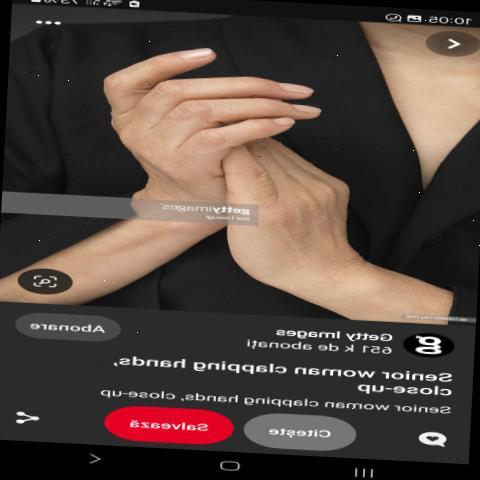 10:05
gettyimages
Getty Images
651 k de abonați
Abonare
Senior woman clapping hands,
close-up
Senior woman clapping hands, close-up
Citește
Salvează